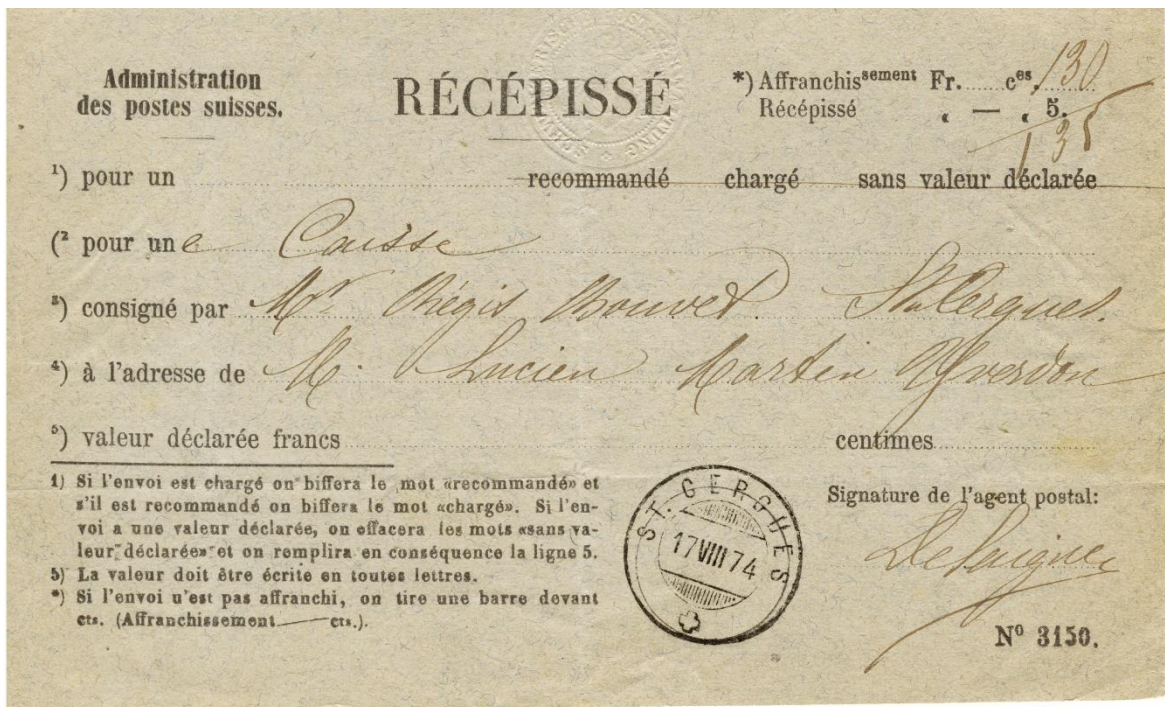 Administration
des postes suisses.
RÉCÉPISSÉ
*) Affranchissement Fr. ces. 130
Récépissé „ — „ 5.
135
¹) pour un recommandé chargé sans valeur déclarée
(² pour une Caisse
³) consigné par Mr Régis Bouvet. St. Cergues.
⁴) à l'adresse de M. Lucien Martin Yverdon
⁵) valeur déclarée francs centimes
1) Si l'envoi est chargé on biffera le mot «recommandé» et
s'il est recommandé on biffera le mot «chargé». Si l'en-
voi a une valeur déclarée, on effacera les mots «sans va-
leur déclarée» et on remplira en conséquence la ligne 5.
5) La valeur doit être écrite en toutes lettres.
*) Si l'envoi n'est pas affranchi, on tire une barre devant
cts. (Affranchissement — cts.).
ST. CERGUES
17 VIII 74
Signature de l'agent postal:
Nº 3150.